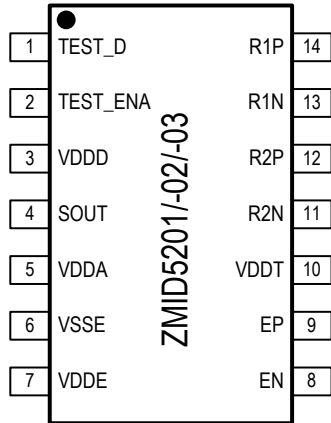 1 TEST_D R1P 14
2 TEST_ENA R1N 13
3 VDDD R2P 12
4 SOUT R2N 11
5 VDDA VDDT 10
6 VSSE EP 9
7 VDDE EN 8
ZMID5201/-02/-03